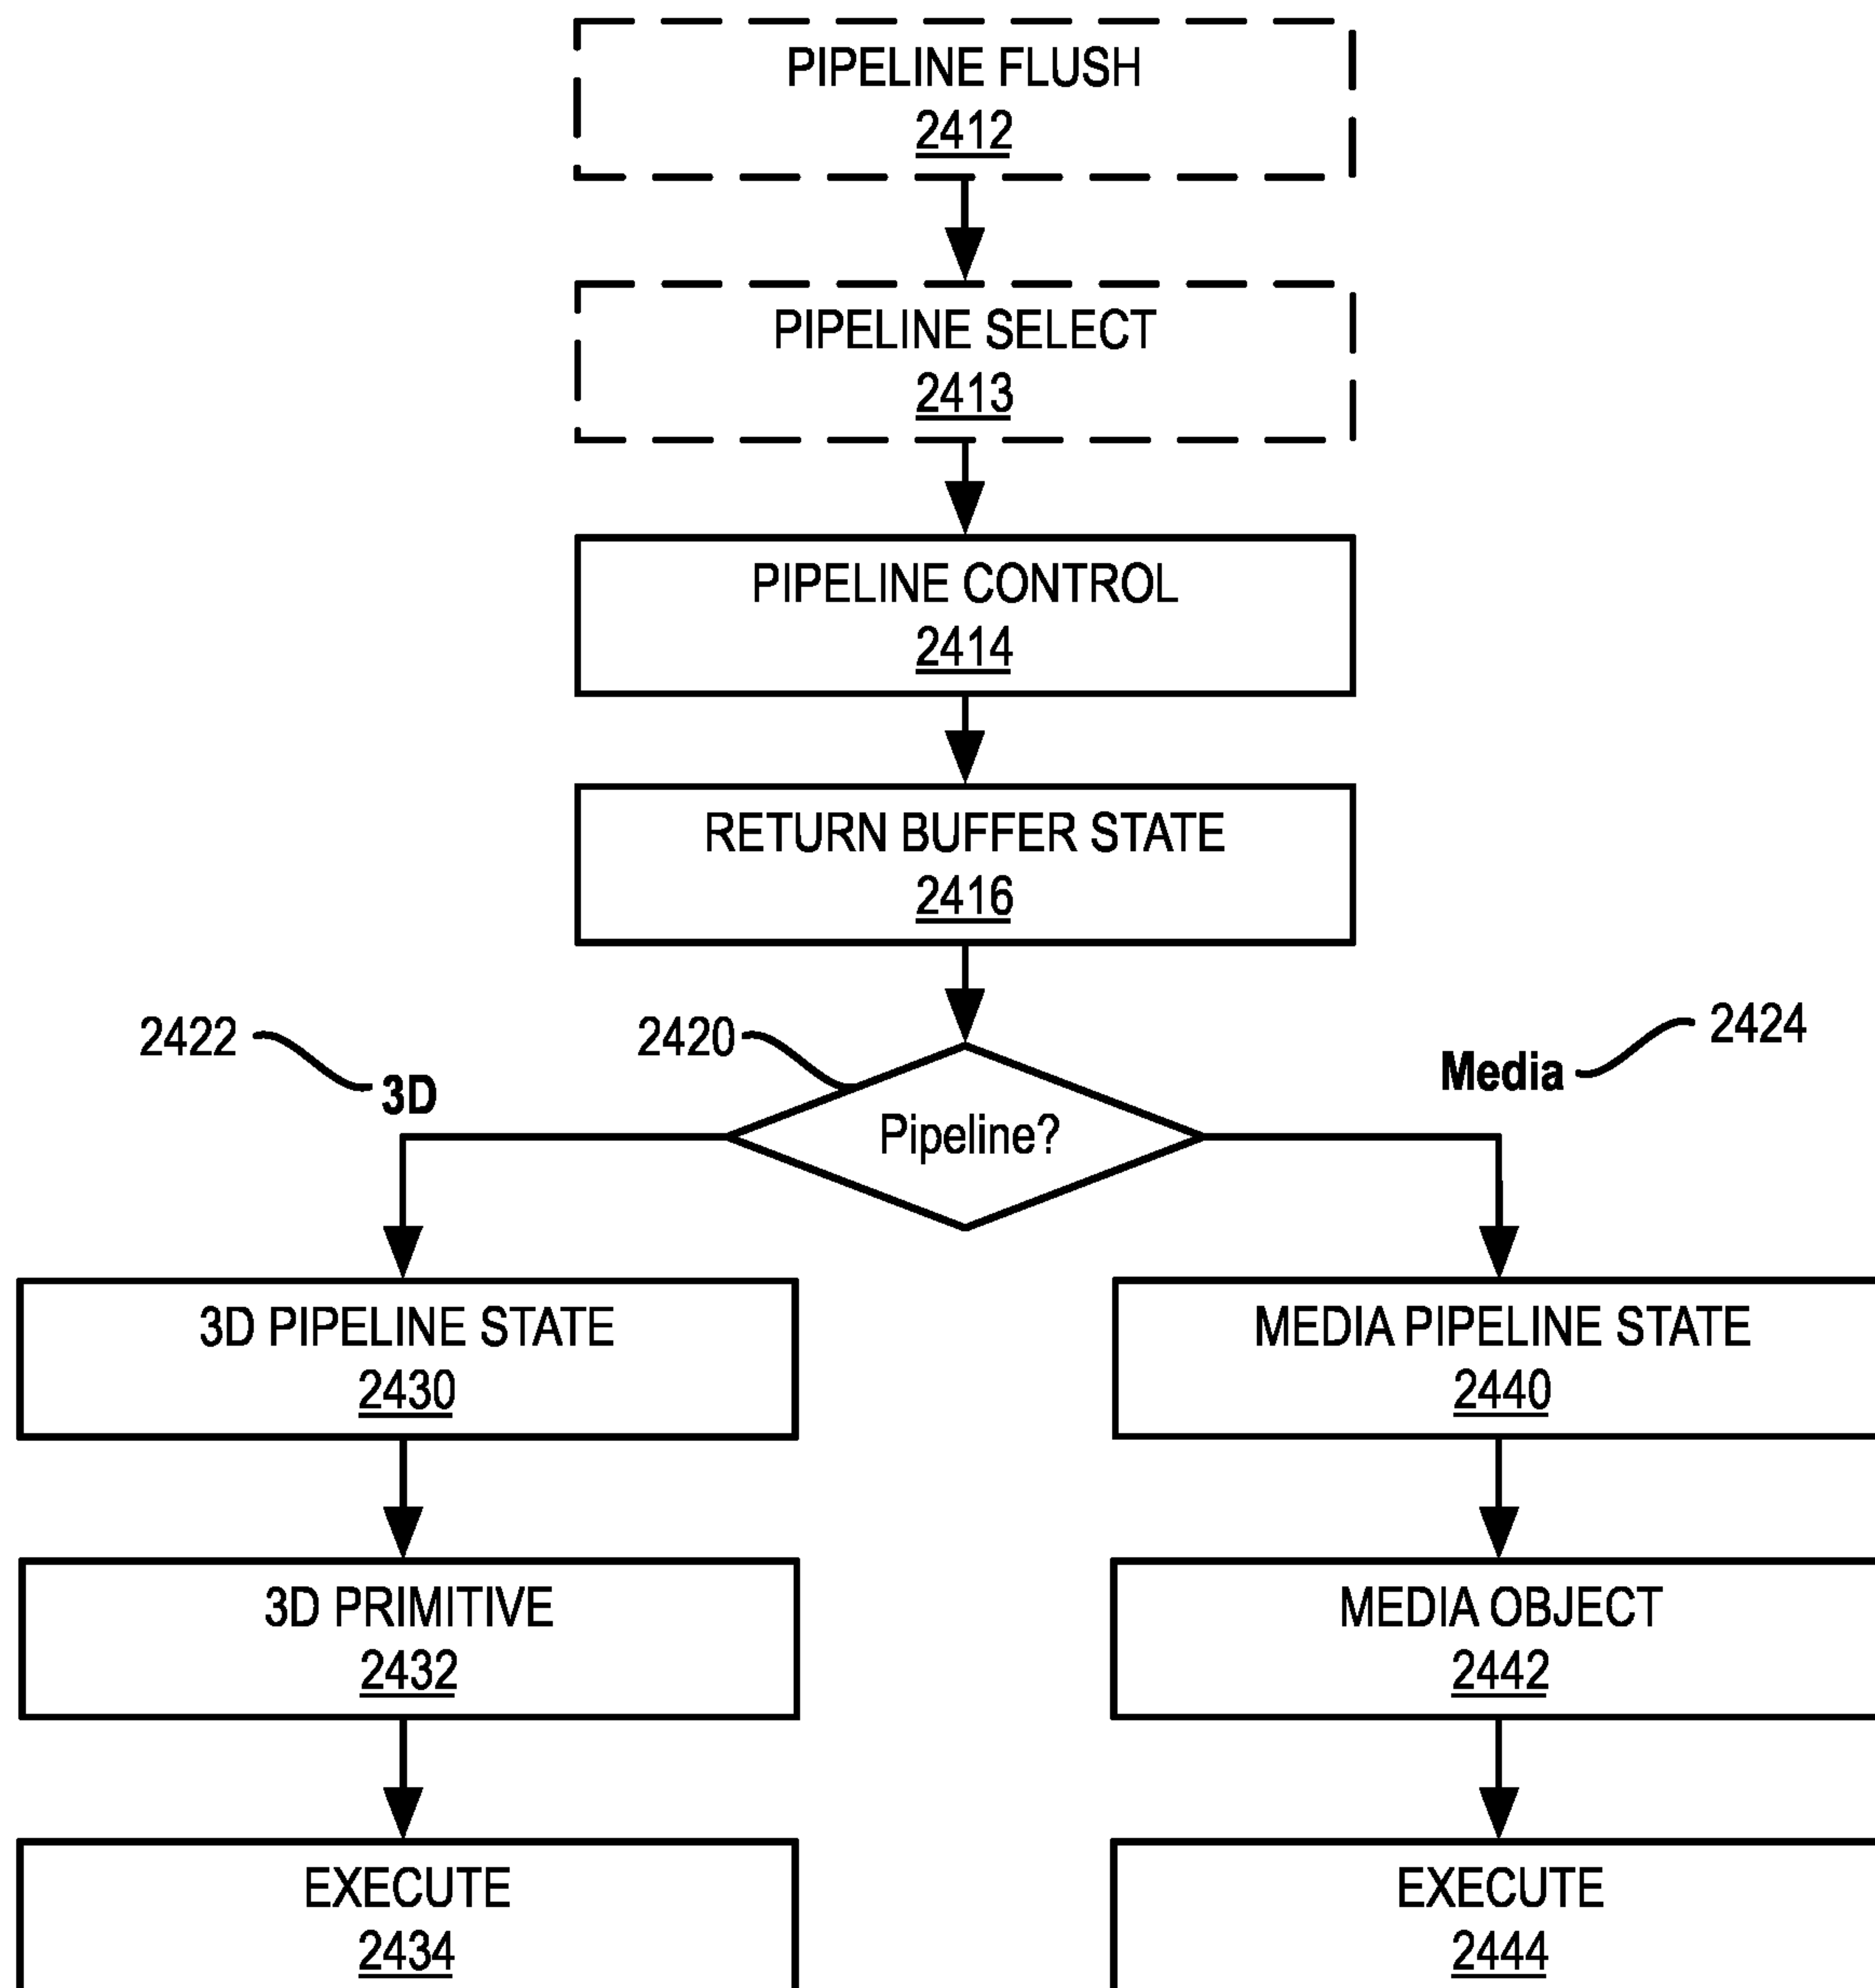 PIPELINE FLUSH
2412
PIPELINE SELECT
2413
PIPELINE CONTROL
2414
RETURN BUFFER STATE
2416
2422
2420
2424
3D
Media
Pipeline?
3D PIPELINE STATE
2430
MEDIA PIPELINE STATE
2440
3D PRIMITIVE
2432
MEDIA OBJECT
2442
EXECUTE
2434
EXECUTE
2444